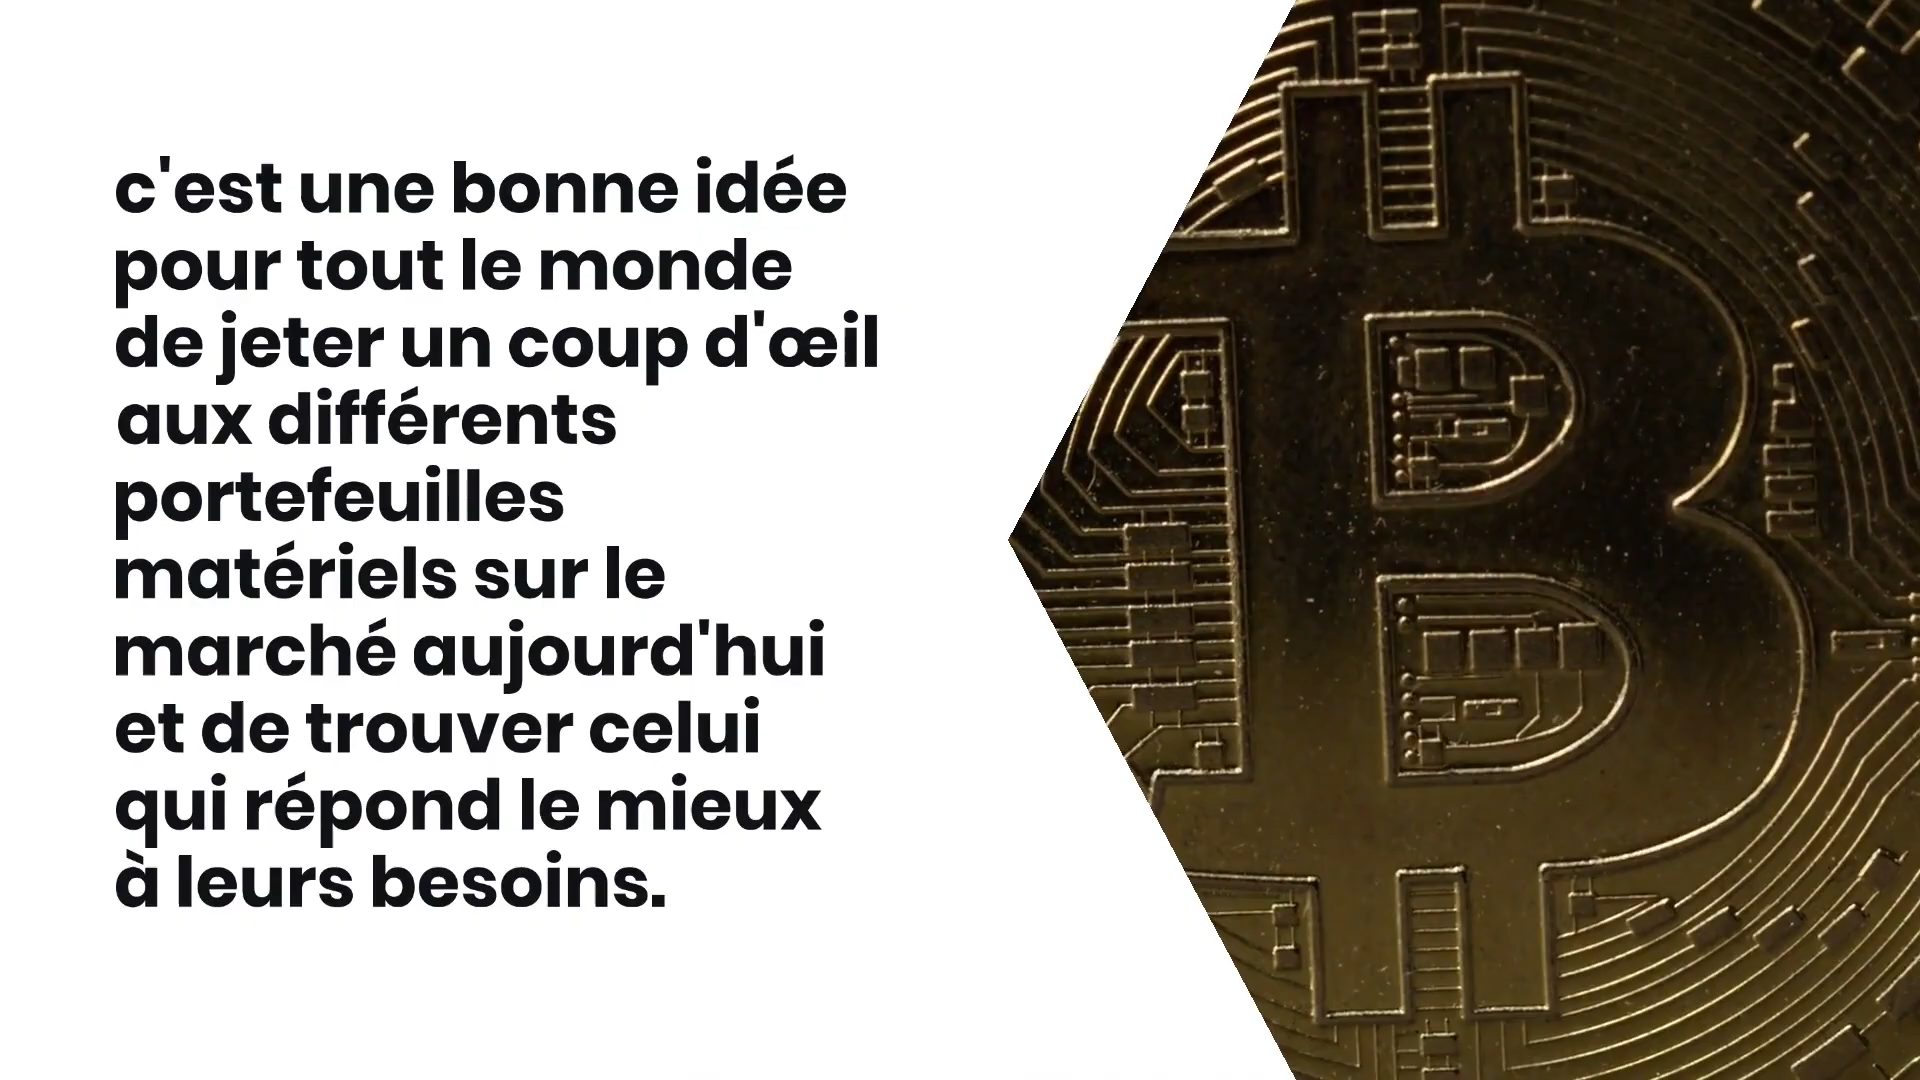 c'est une bonne idée
pour tout le monde
de jeter un coup d'œil
aux différents
portefeuilles
matériels sur le
marché aujourd'hui
et de trouver celui
qui répond le mieux
à leurs besoins.